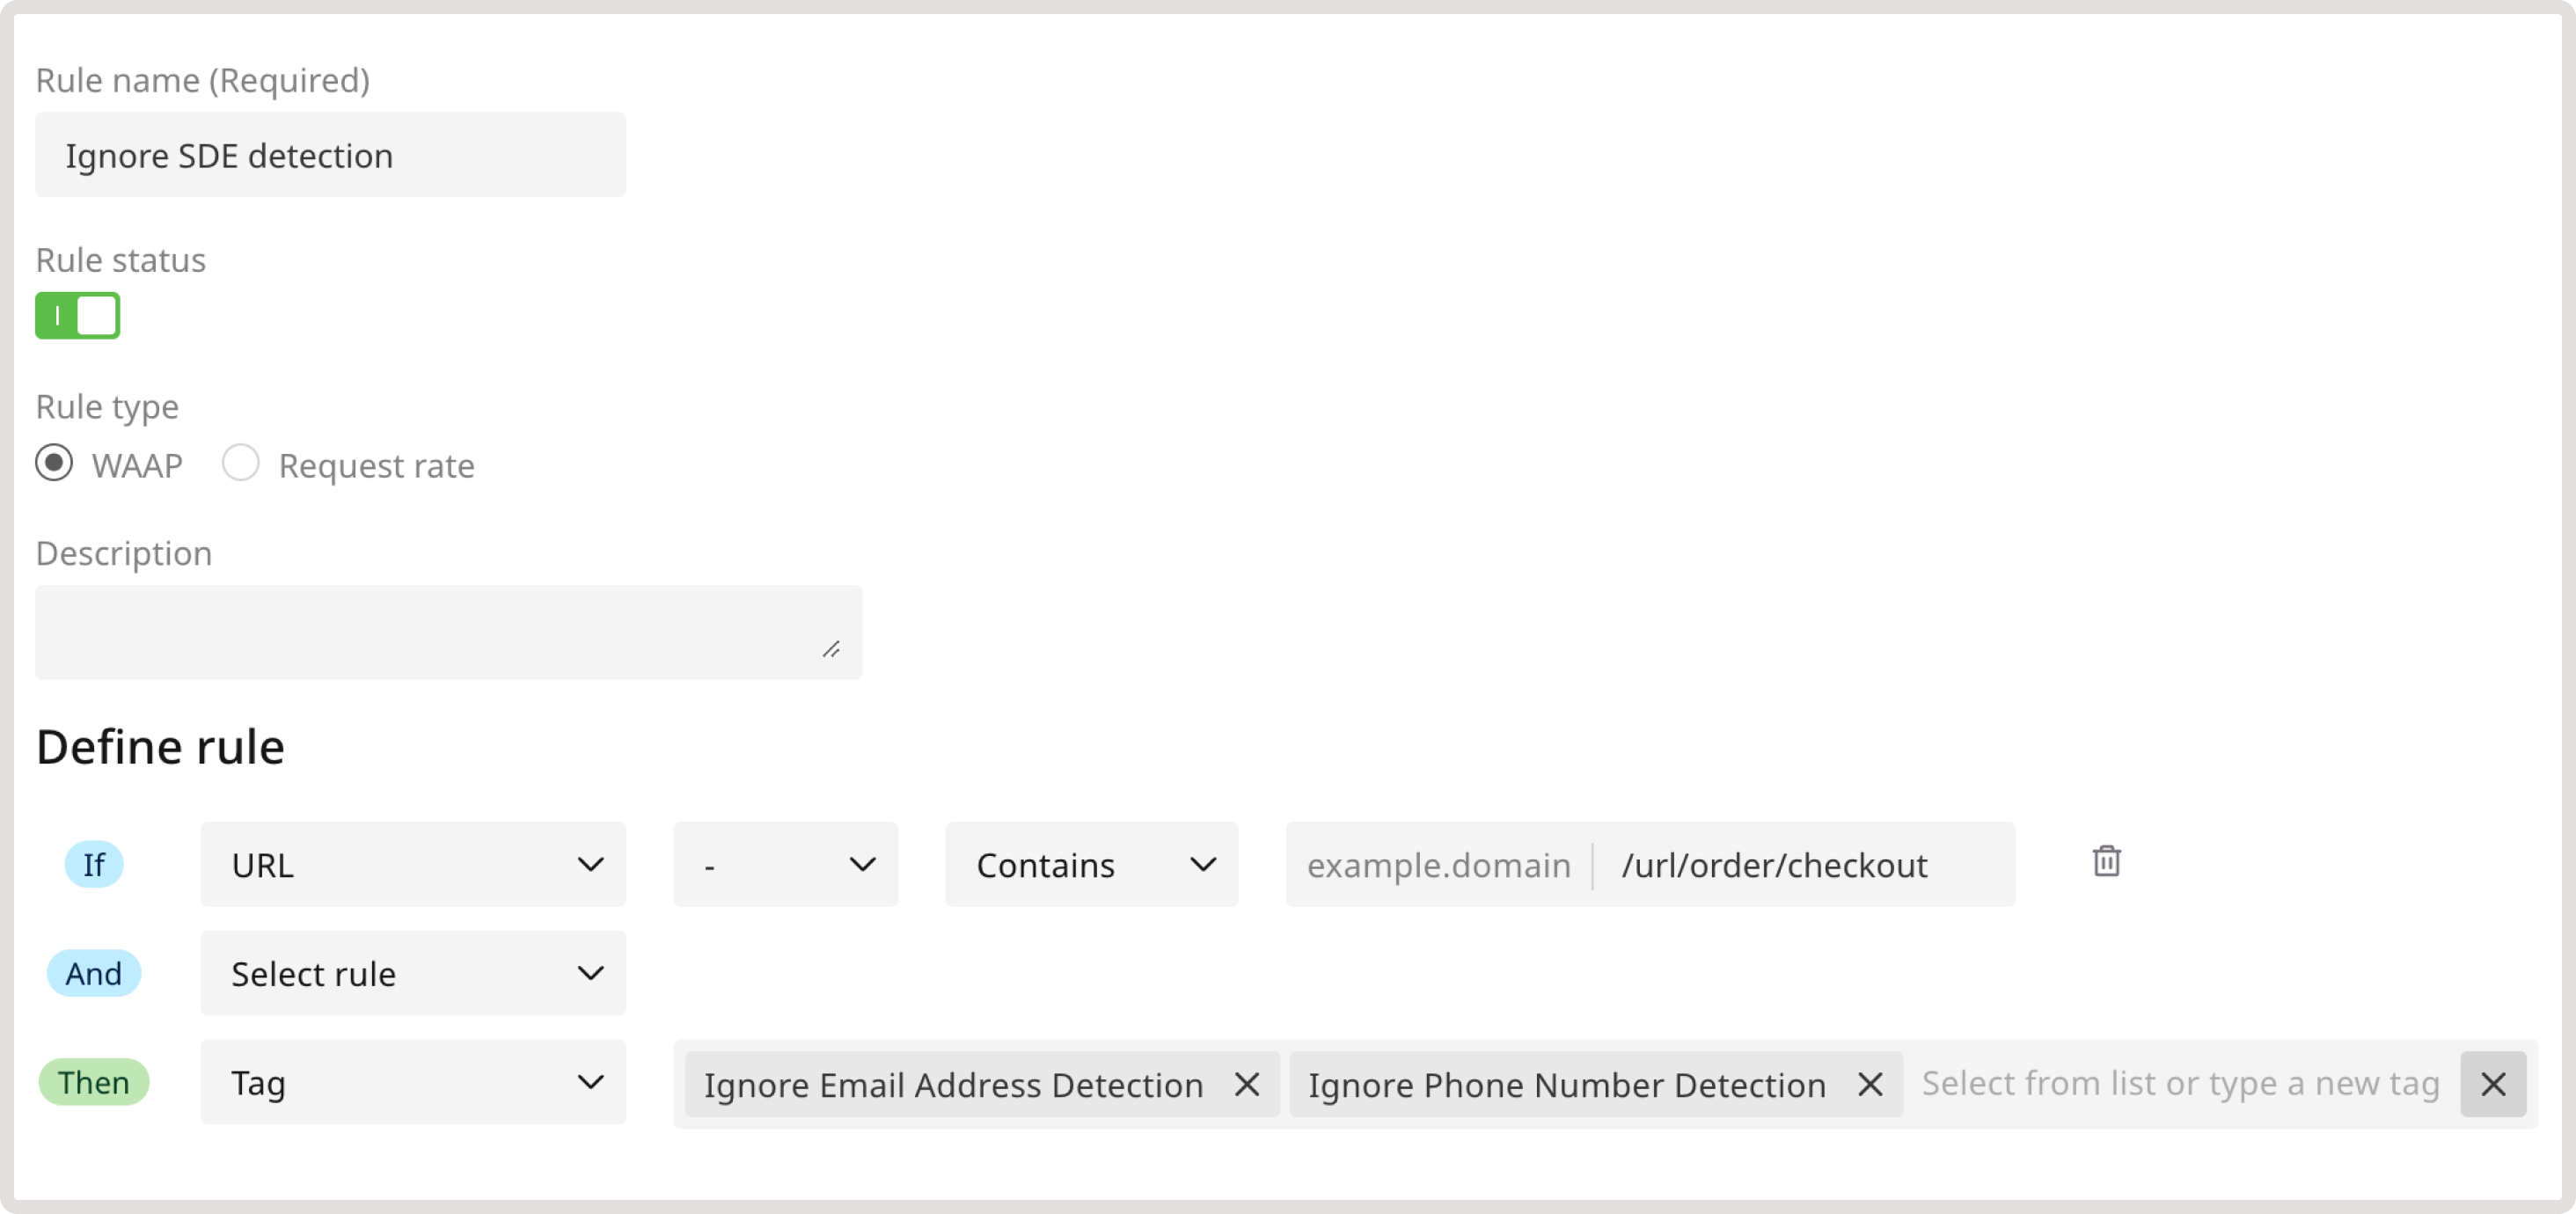 Rule name (Required)
Ignore SDE detection
Rule status
Rule type
WAAP Request rate
Description
Define rule
If URL - Contains example.domain /url/order/checkout
And Select rule
Then Tag Ignore Email Address Detection Ignore Phone Number Detection Select from list or type a new tag